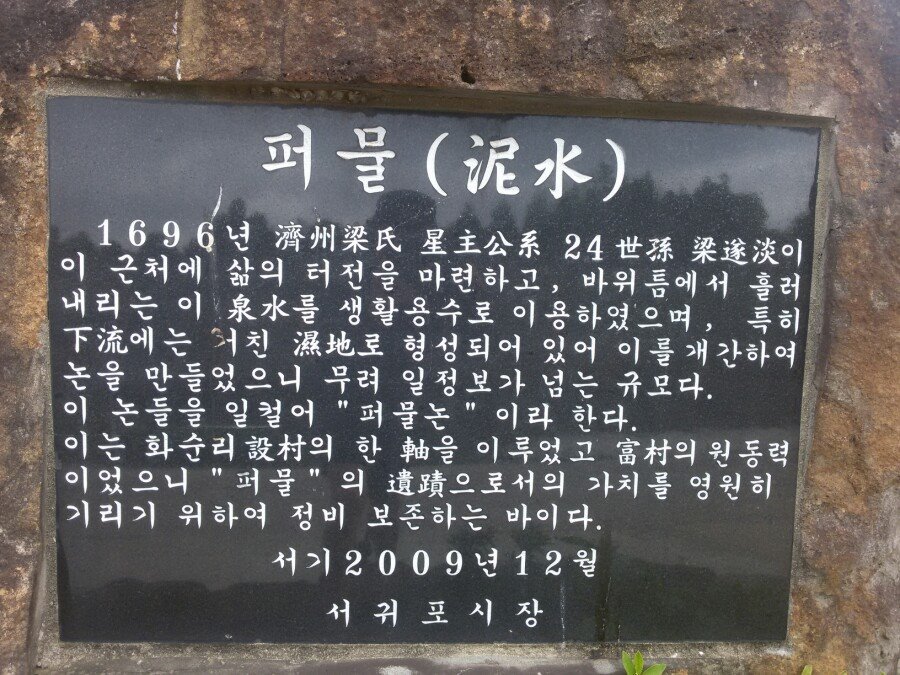 퍼물(泥水)
1696년 濟州梁氏 星主公系 24世孫 梁遂淡이
이 근처에 삶의 터전을 마련하고, 바위틈에서 흘러
내리는 이 泉水를 생활용수로 이용하였으며, 특히
下流에는 거친 濕地로 형성되어 있어 이를개간하여
논을 만들었으니 무려 일정보가 넘는 규모다.
이 논들을 일컬어 "퍼물논" 이라 한다.
이는 화순리設村의 한 軸을 이루었고 富村의원동력
이었으니 "퍼물"의 遺蹟으로서의 가치를 영원히
기리기 위하여 정비 보존하는 바이다.
서기2009년12월
서귀포시장